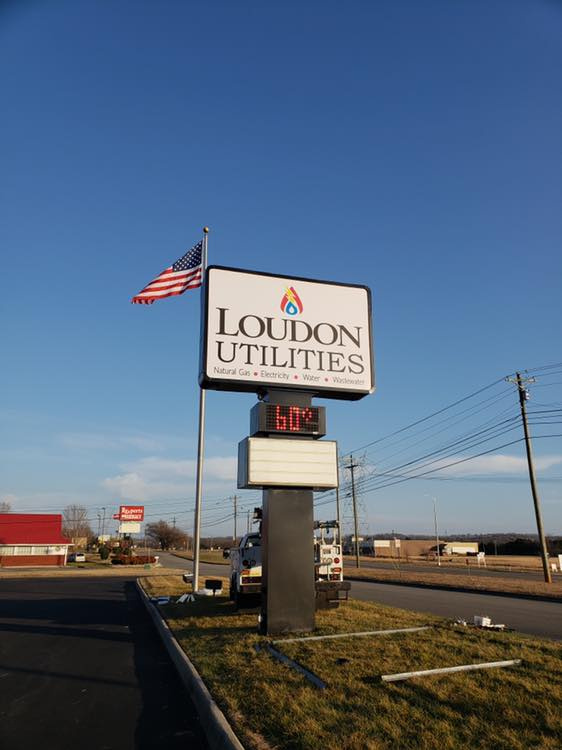 LOUDON
UTILITIES
Natural Gas • Electricity • Water • Wastewater
60°